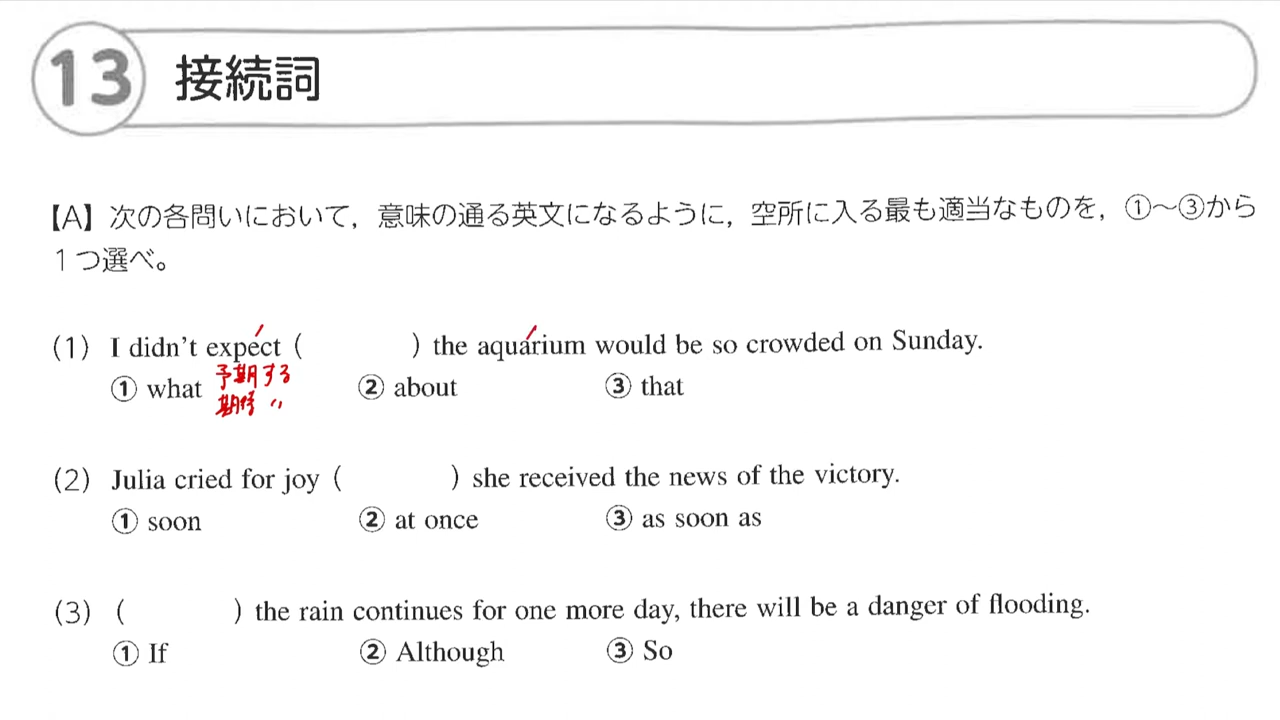 13 接続詞
【A】次の各問いにおいて，意味の通る英文になるように，空所に入る最も適当なものを，①～③から
1つ選べ。
(1) I didn't expect (　　　) the aquarium would be so crowded on Sunday.
① what ② about ③ that
予期する
期待 〃
(2) Julia cried for joy (　　　) she received the news of the victory.
① soon ② at once ③ as soon as
(3) (　　　) the rain continues for one more day, there will be a danger of flooding.
① If ② Although ③ So